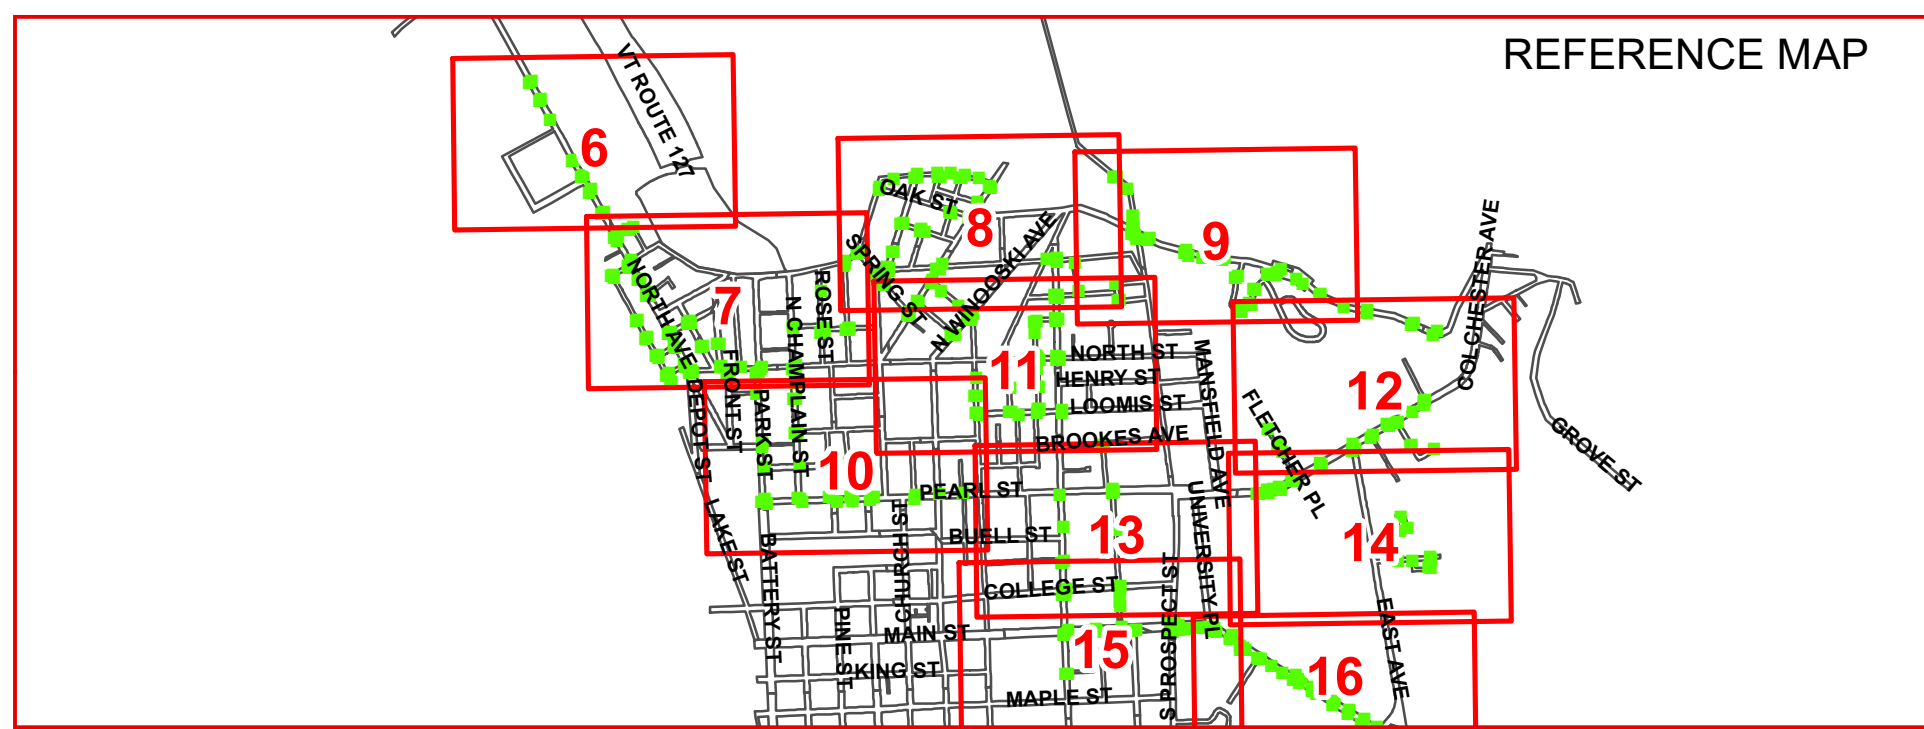 REFERENCE MAP
VT ROUTE 127
6
OAK ST
8
SPRING ST
N WINOOSKI AVE
9
COLCHESTER AVE
NORTH AVE
7
ROSE ST
N CHAMPLAIN ST
FRONT ST
PARK ST
DEPOT ST
11
NORTH ST
HENRY ST
LOOMIS ST
BROOKES AVE
MANSFIELD AVE
FLETCHER PL
12
GROVE ST
10
PEARL ST
LAKE ST
BUELL ST
13
UNIVERSITY PL
14
BATTERY ST
CHURCH ST
COLLEGE ST
S PROSPECT ST
EAST AVE
PINE ST
MAIN ST
15
KING ST
MAPLE ST
16